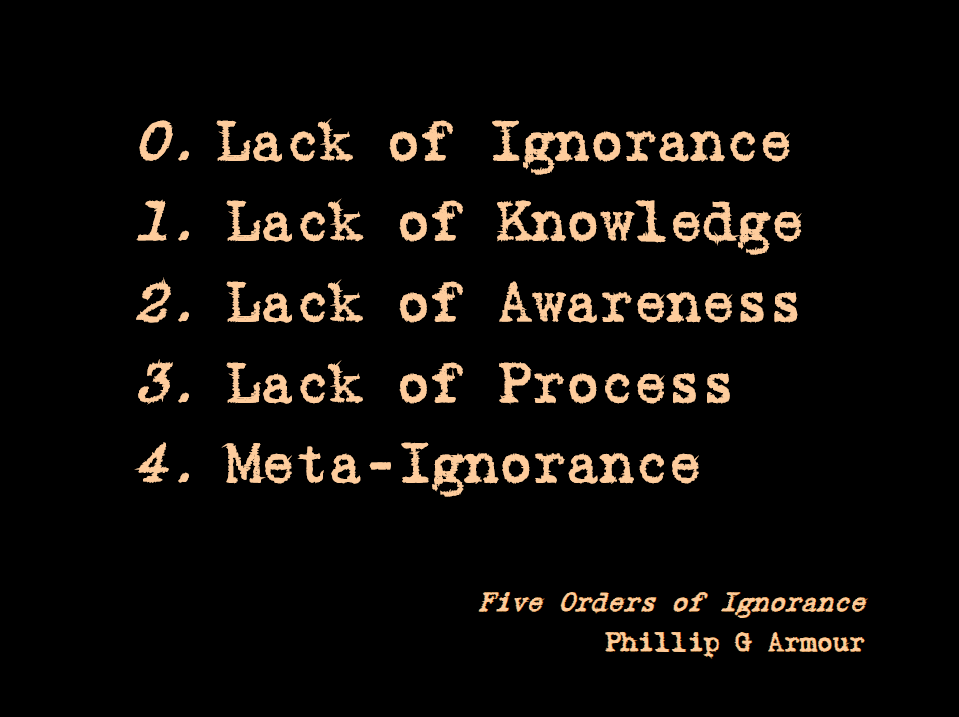 0. Lack of Ignorance
1. Lack of Knowledge
2. Lack of Awareness
3. Lack of Process
4. Meta-Ignorance
Five Orders of Ignorance
Phillip G Armour